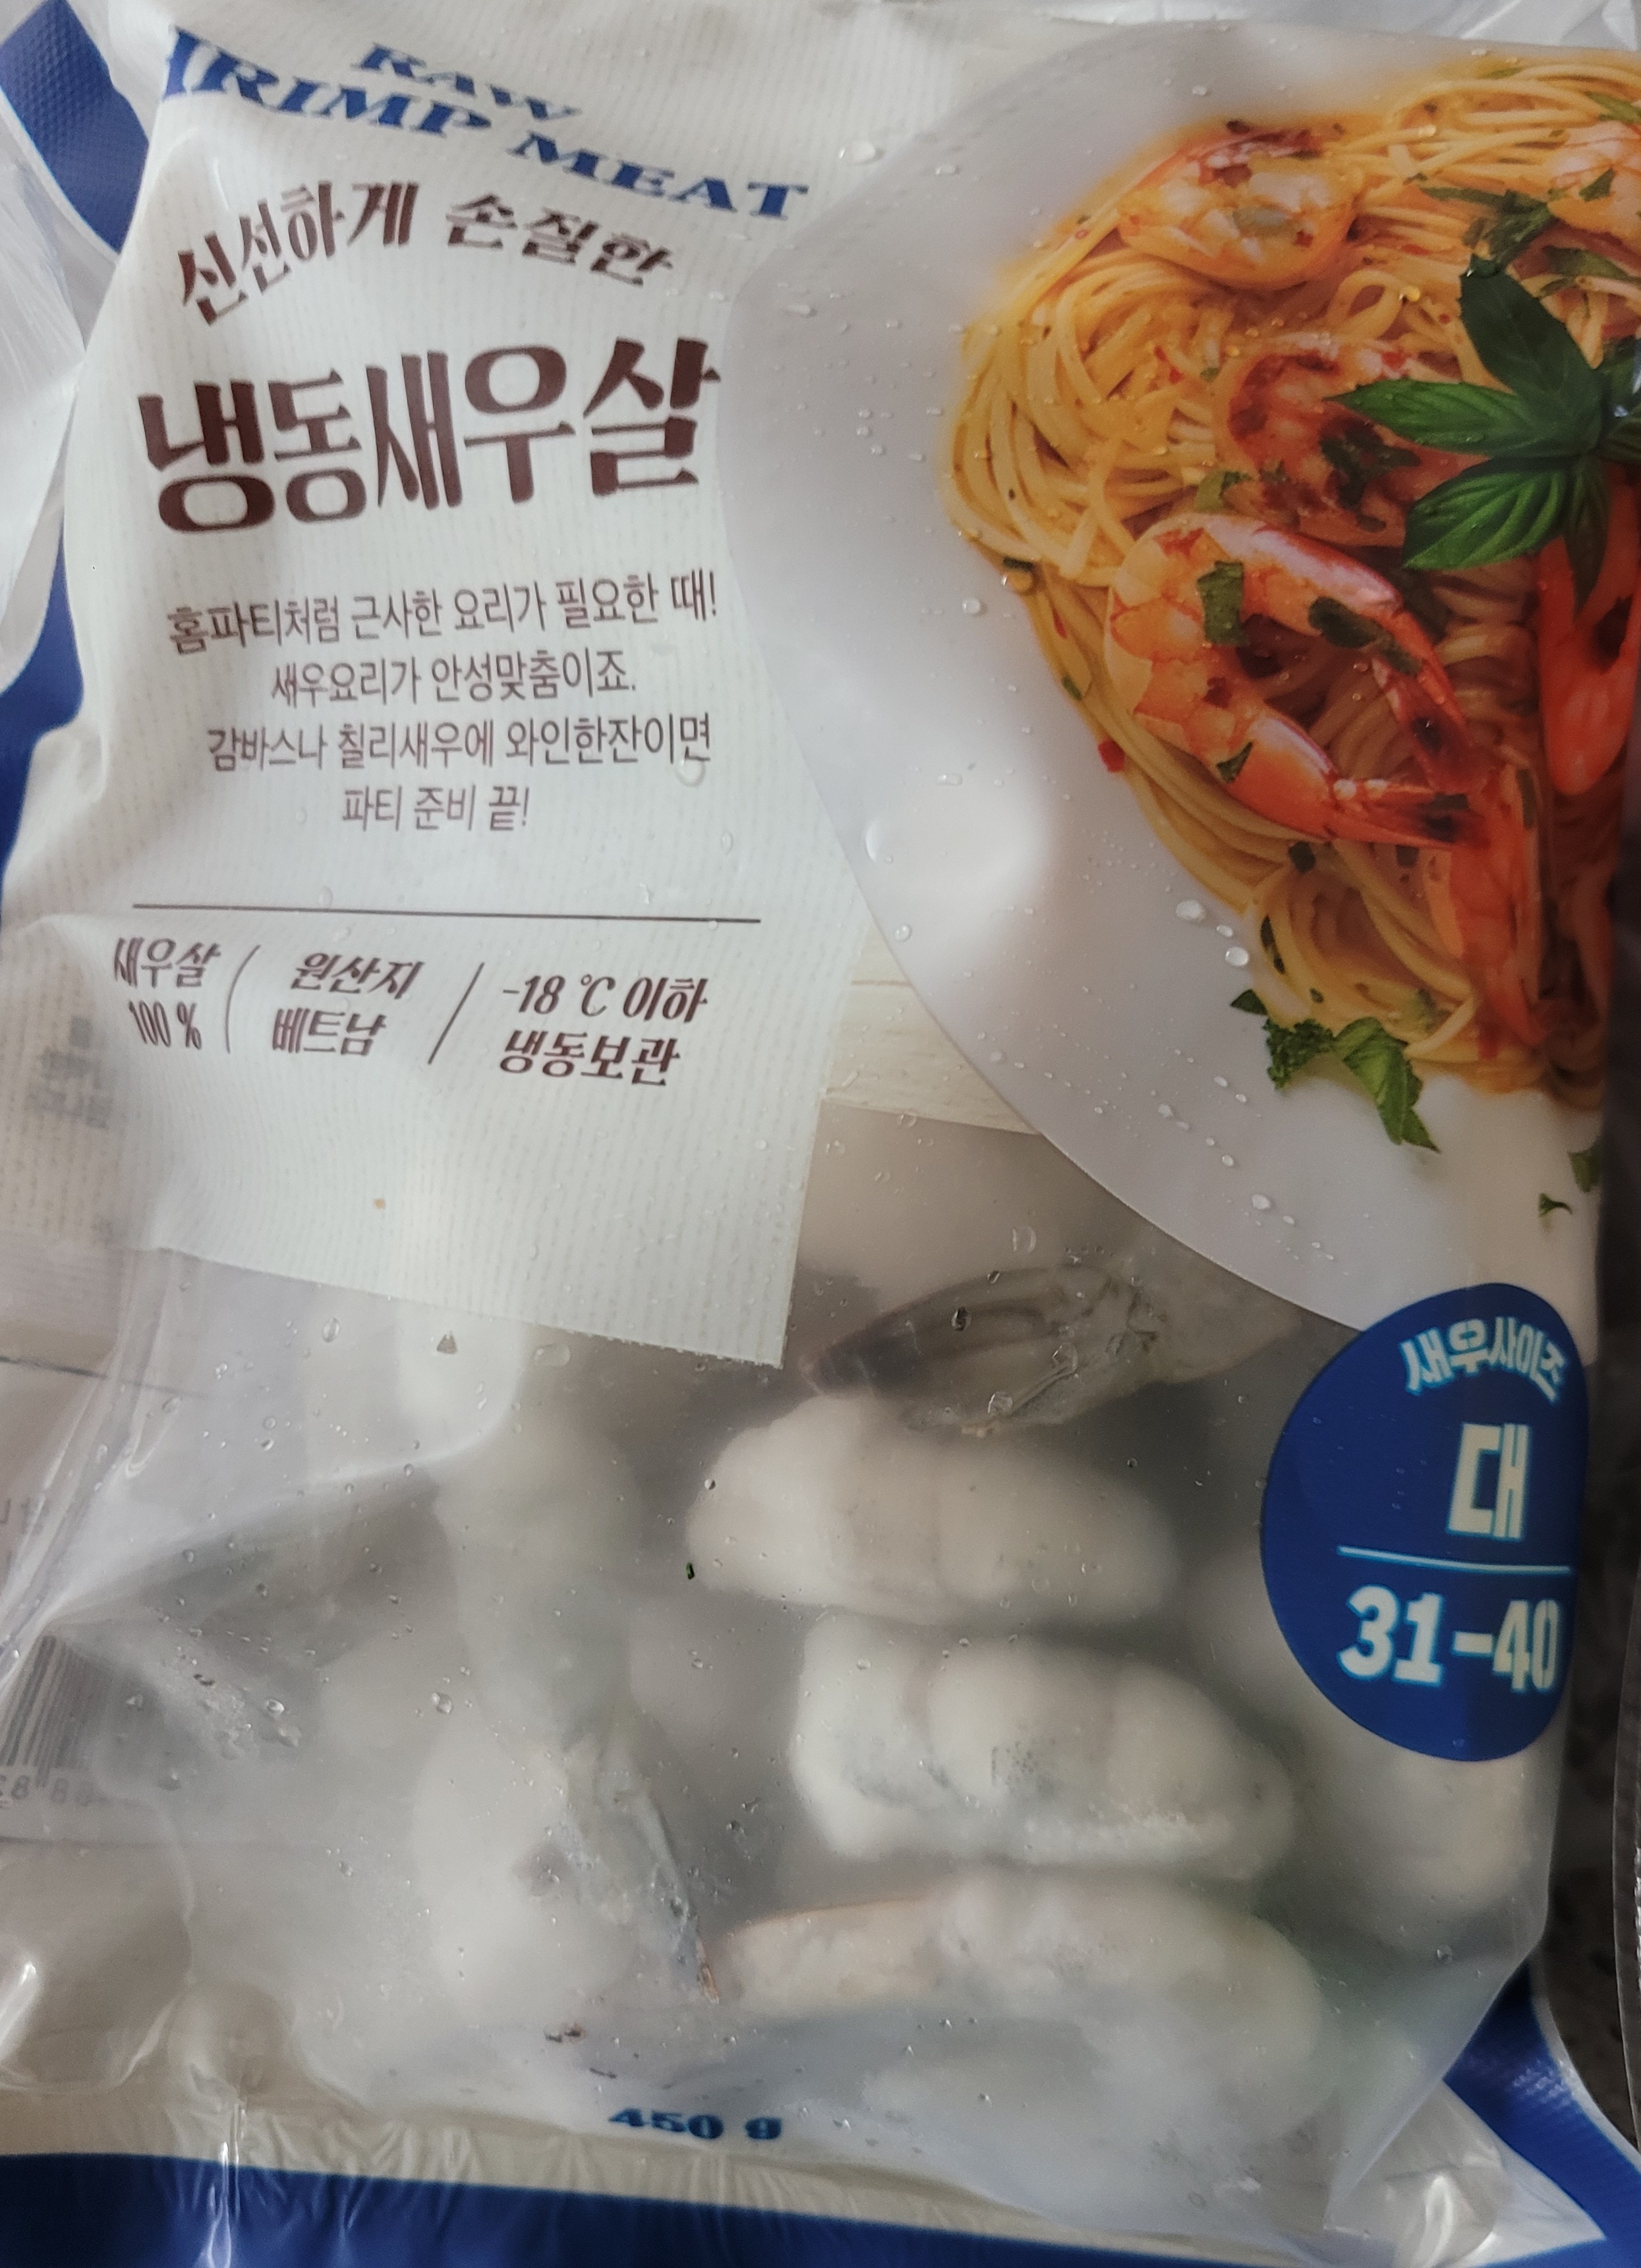 RAW
RIMP MEAT
신선하게 손질한
냉동새우살
홈파티처럼 근사한 요리가 필요한 때!
새우요리가 안성맞춤이죠.
감바스나 칠리새우에 와인한잔이면
파티 준비 끝!
새우살
100 %
원산지
베트남
-18 ℃ 이하
냉동보관
새우사이즈
대
31-40
450 g